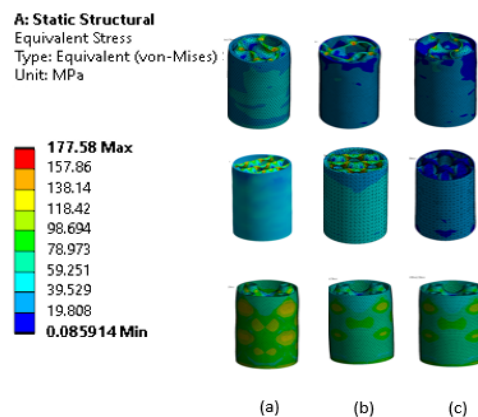 A: Static Structural
Equivalent Stress
Type: Equivalent (von-Mises)
Unit: MPa
177.58 Max
157.86
138.14
118.42
98.694
78.973
59.251
39.529
19.808
0.085914 Min
(a) (b) (c)